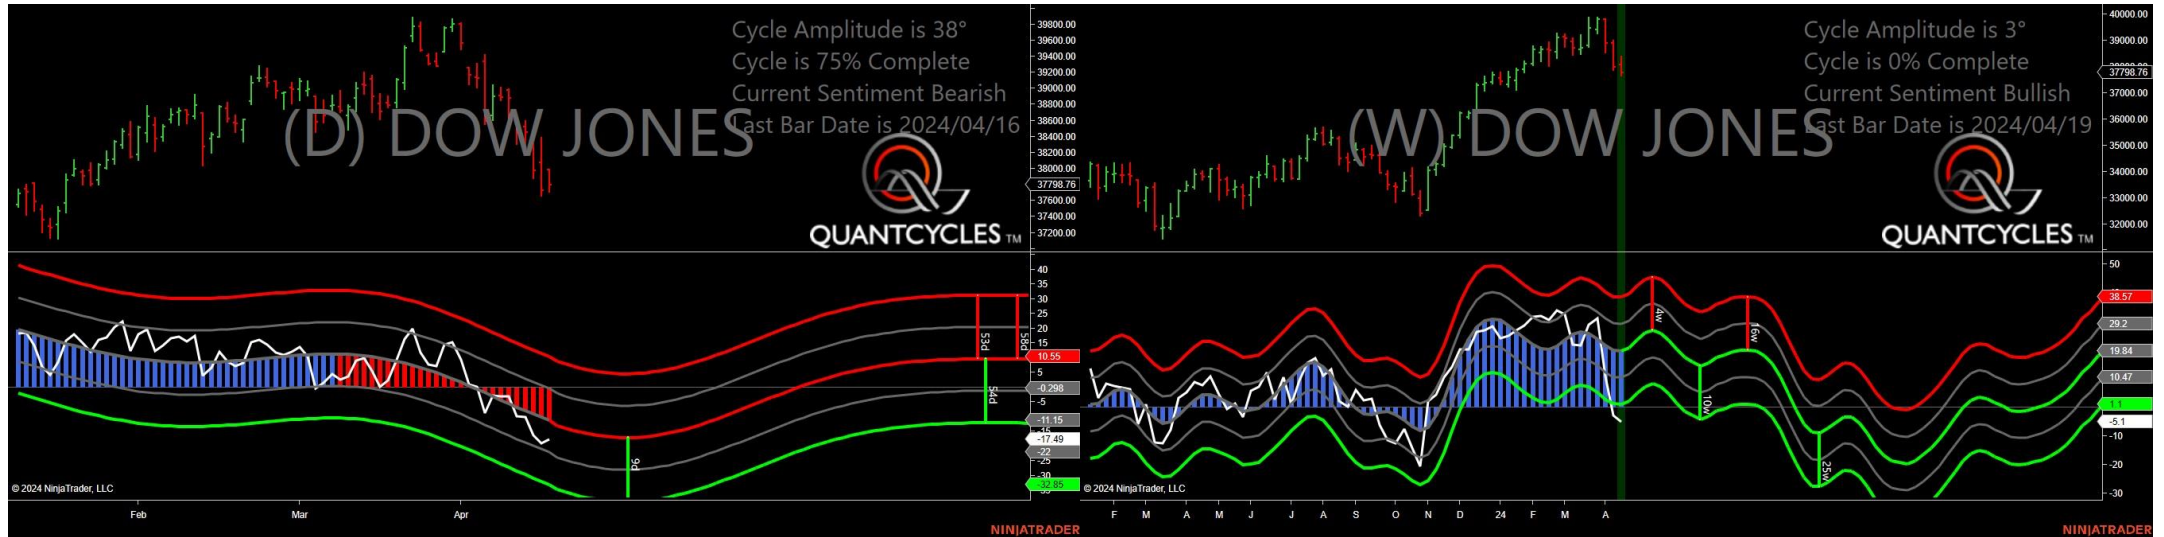 Cycle Amplitude is 38°
Cycle is 75% Complete
Current Sentiment Bearish
Last Bar Date is 2024/04/16
(D) DOW JONES
QUANTCYCLES TM
39800.00
39600.00
39400.00
39200.00
39000.00
38800.00
38600.00
38400.00
38200.00
38000.00
37798.76
37600.00
37400.00
37200.00
40
35
30
25
20
15
10.55
5
-0.298
-5
-11.15
-17.49
-22
-25
-32.85
53d
58d
54d
9d
© 2024 NinjaTrader, LLC
Feb Mar Apr
NINJATRADER
Cycle Amplitude is 3°
Cycle is 0% Complete
Current Sentiment Bullish
Last Bar Date is 2024/04/19
(W) DOW JONES
QUANTCYCLES TM
40000.00
39000.00
37798.76
36000.00
35000.00
34000.00
33000.00
32000.00
50
38.57
29.2
19.84
10.47
1.1
-5.1
-10
-20
-30
4w
16w
10w
25w
© 2024 NinjaTrader, LLC
F M A M J J A S O N D 24 F M A
NINJATRADER